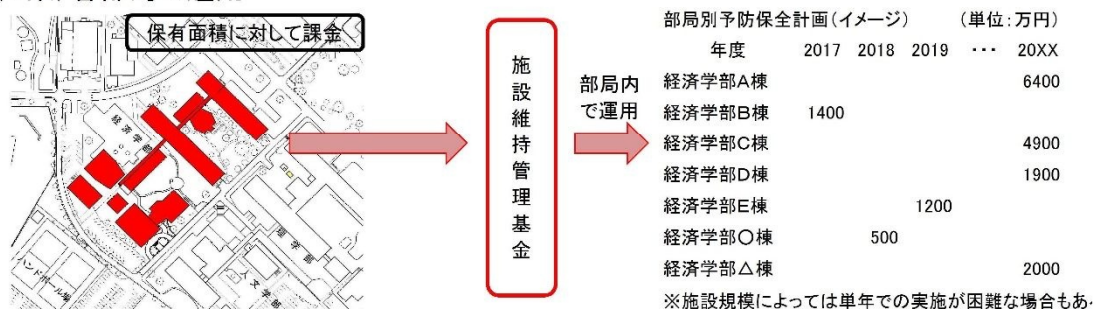 保有面積に対して課金
経済学部
理学部
人文学部
ハンドボール場
施設維持管理基金
部局内
で運用
部局別予防保全計画(イメージ) (単位:万円)
年度 2017 2018 2019 ・・・ 20XX
経済学部A棟 6400
経済学部B棟 1400
経済学部C棟 4900
経済学部D棟 1900
経済学部E棟 1200
経済学部〇棟 500
経済学部△棟 2000
※施設規模によっては単年での実施が困難な場合もあ